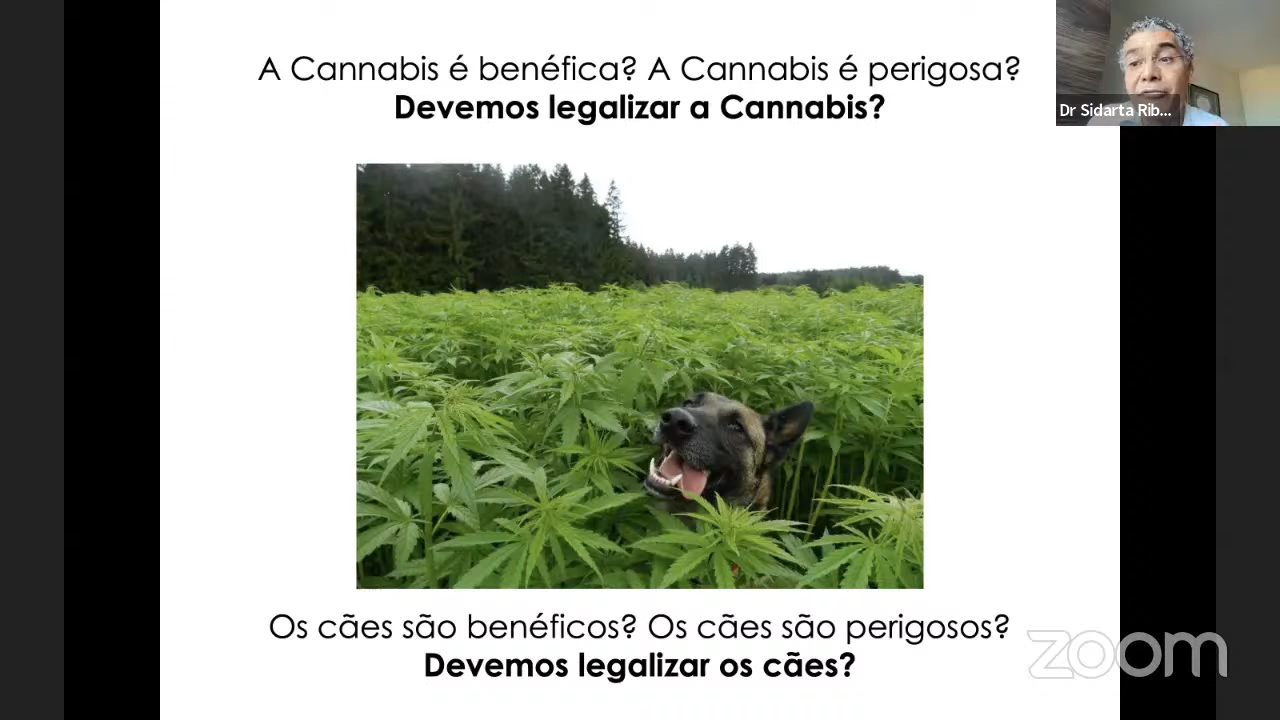 A Cannabis é benéfica? A Cannabis é perigosa?
Devemos legalizar a Cannabis?
Dr Sidarta Rib...
Os cães são benéficos? Os cães são perigosos?
Devemos legalizar os cães?
zoom